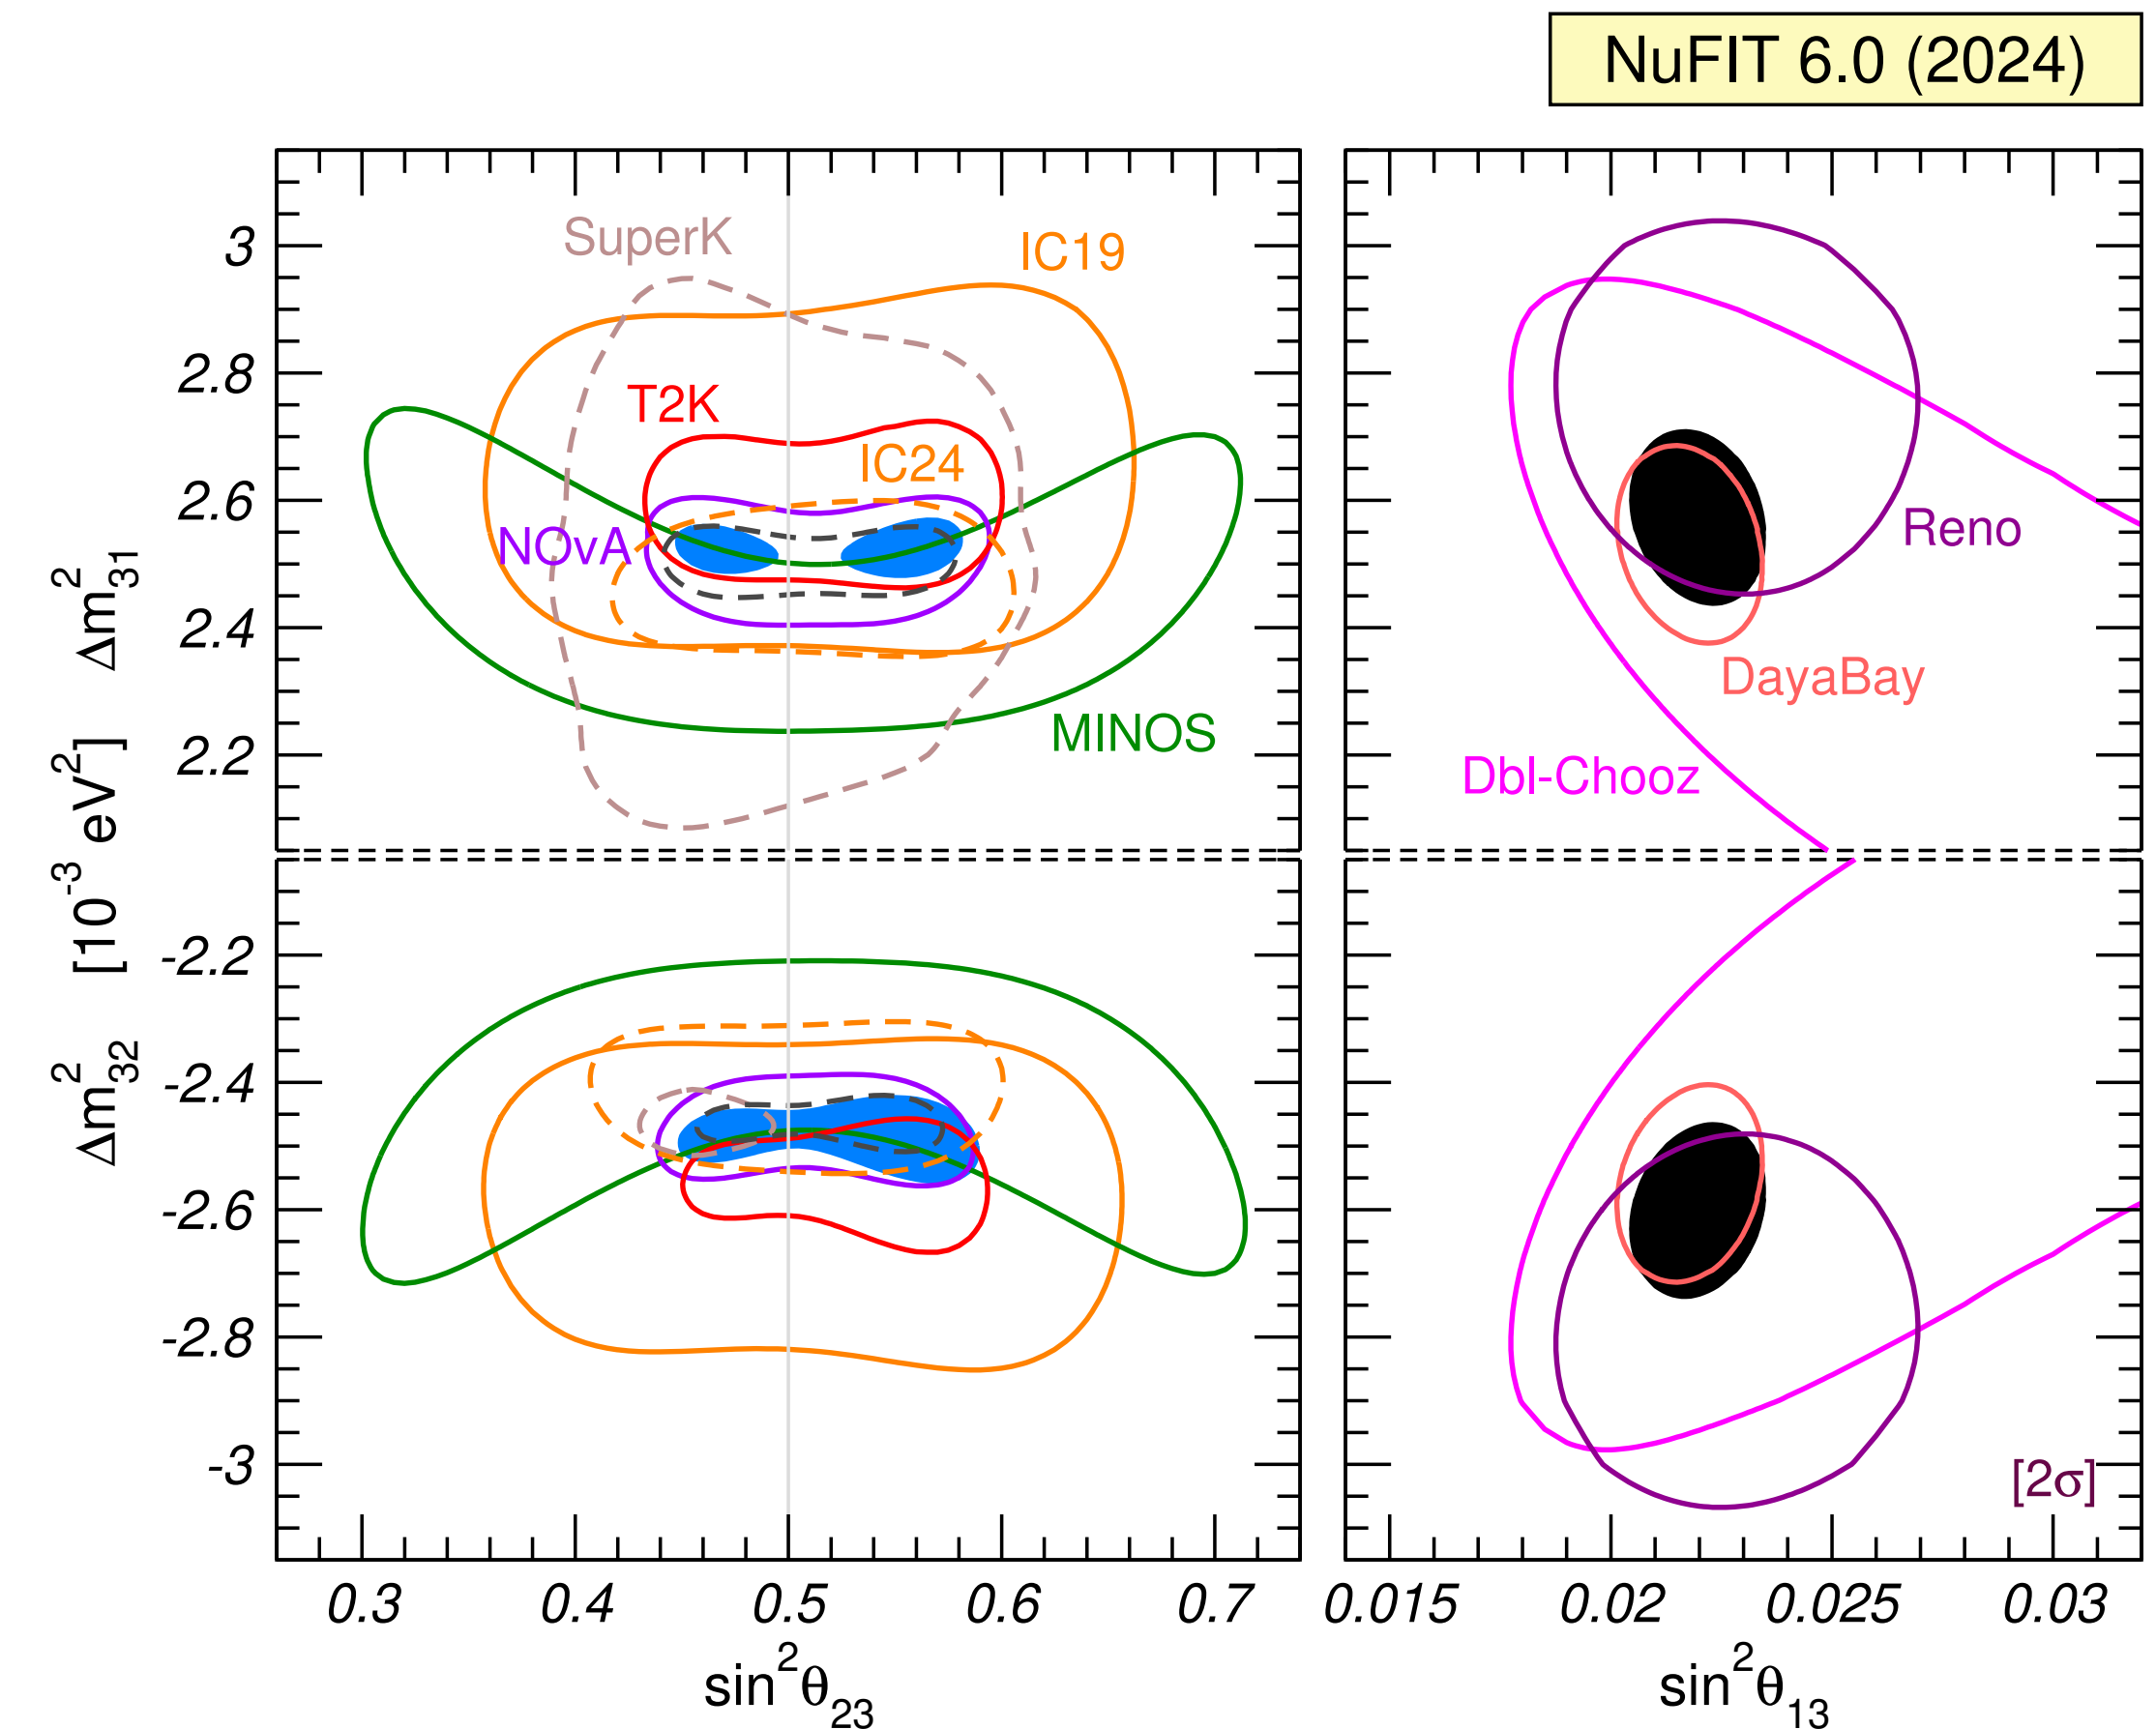 NuFIT 6.0 (2024)
SuperK
IC19
T2K
IC24
NOνA
MINOS
Reno
DayaBay
Dbl-Chooz
[2σ]
3
2.8
2.6
2.4
2.2
-2.2
-2.4
-2.6
-2.8
-3
Δm²₃₂ [10⁻³ eV²] Δm²₃₁
0.3 0.4 0.5 0.6 0.7
0.015 0.02 0.025 0.03
sin²θ₂₃
sin²θ₁₃